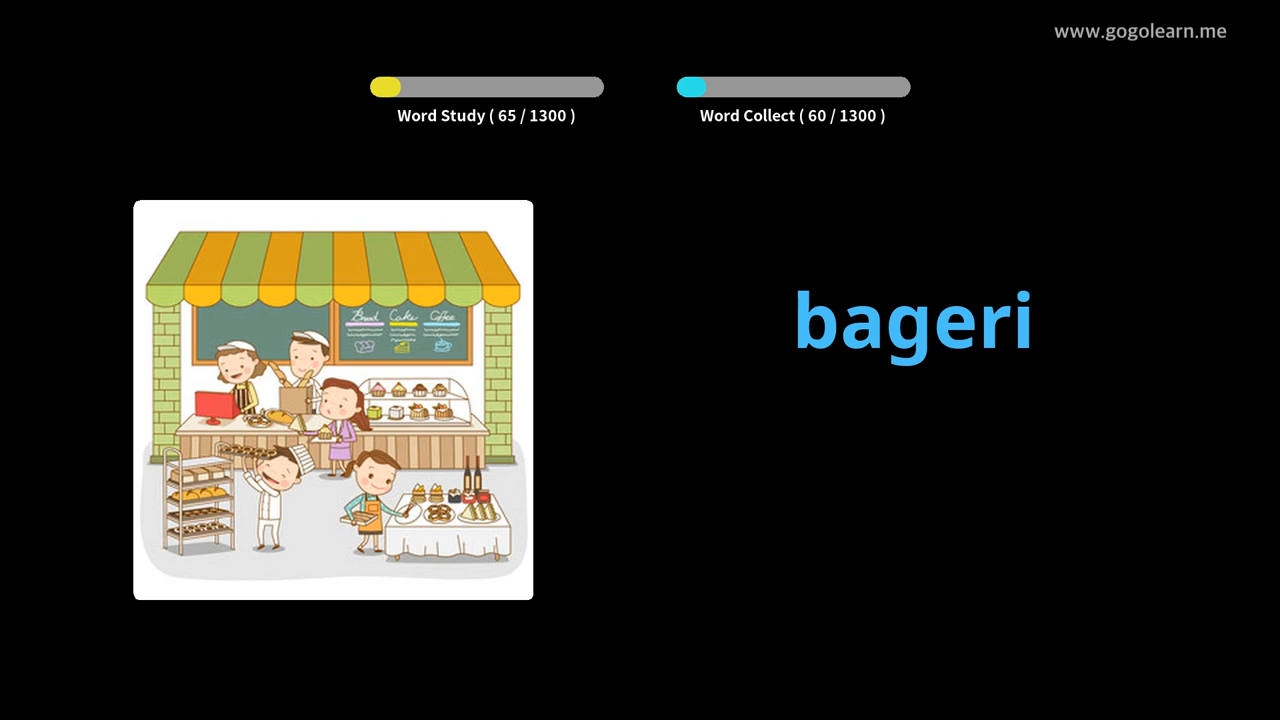 www.gogolearn.me
Word Study ( 65 / 1300 )
Word Collect ( 60 / 1300 )
Bread Cake Coffee
bageri